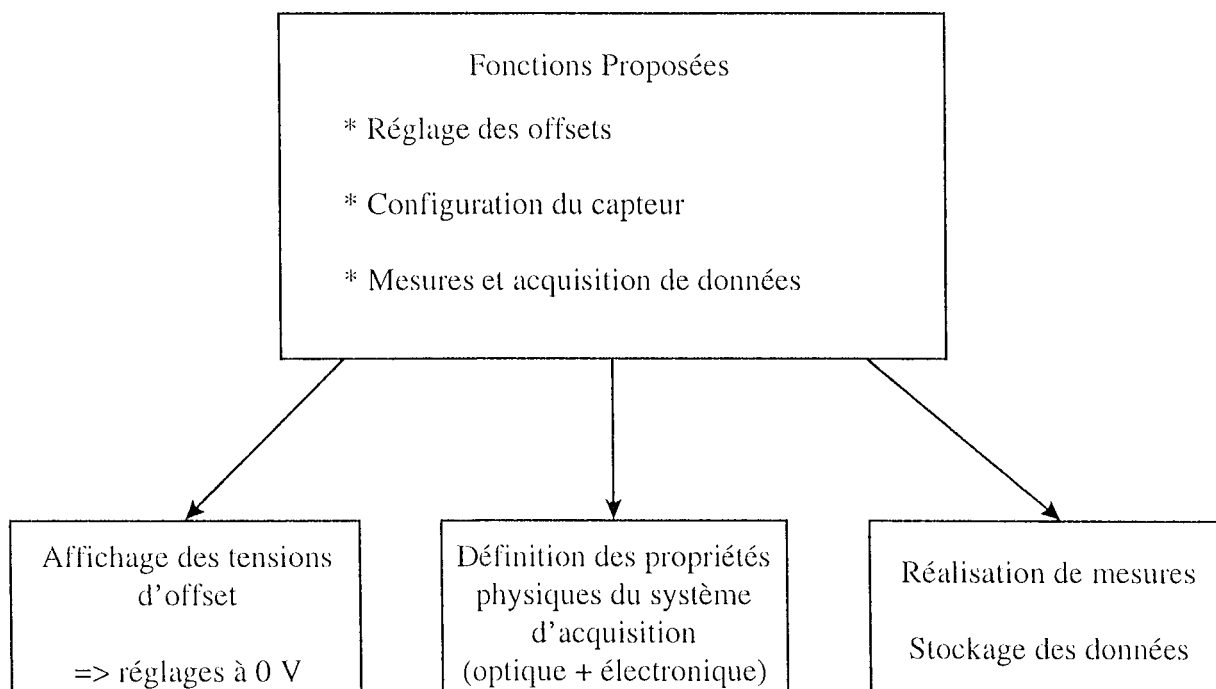 Fonctions Proposées
* Réglage des offsets
* Configuration du capteur
* Mesures et acquisition de données
Affichage des tensions
d'offset
=> réglages à 0 V
Définition des propriétés
physiques du système
d'acquisition
(optique + électronique)
Réalisation de mesures
Stockage des données